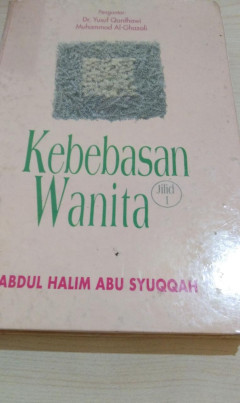 Pengantar:
Dr. Yusuf Qardhawi
Muhammad Al-Ghazali
Kebebasan
Wanita
Jilid
1
ABDUL HALIM ABU SYUQQAH